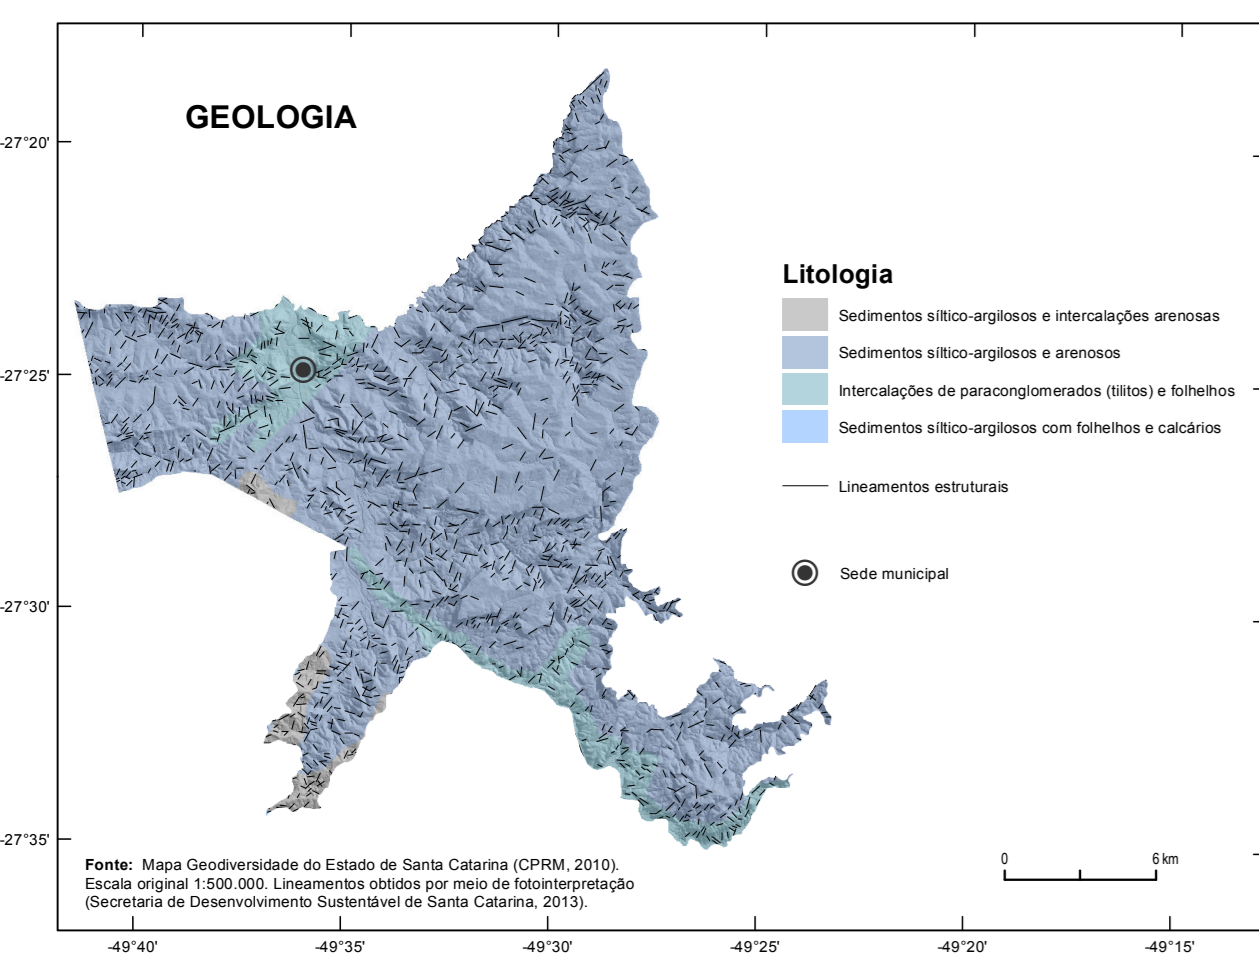 GEOLOGIA
-27°20'
-27°25'
-27°30'
-27°35'
Litologia
Sedimentos síltico-argilosos e intercalações arenosas
Sedimentos síltico-argilosos e arenosos
Intercalações de paraconglomerados (tilitos) e folhelhos
Sedimentos síltico-argilosos com folhelhos e calcários
Lineamentos estruturais
Sede municipal
0 6 km
Fonte: Mapa Geodiversidade do Estado de Santa Catarina (CPRM, 2010).
Escala original 1:500.000. Lineamentos obtidos por meio de fotointerpretação
(Secretaria de Desenvolvimento Sustentável de Santa Catarina, 2013).
-49°40' -49°35' -49°30' -49°25' -49°20' -49°15'